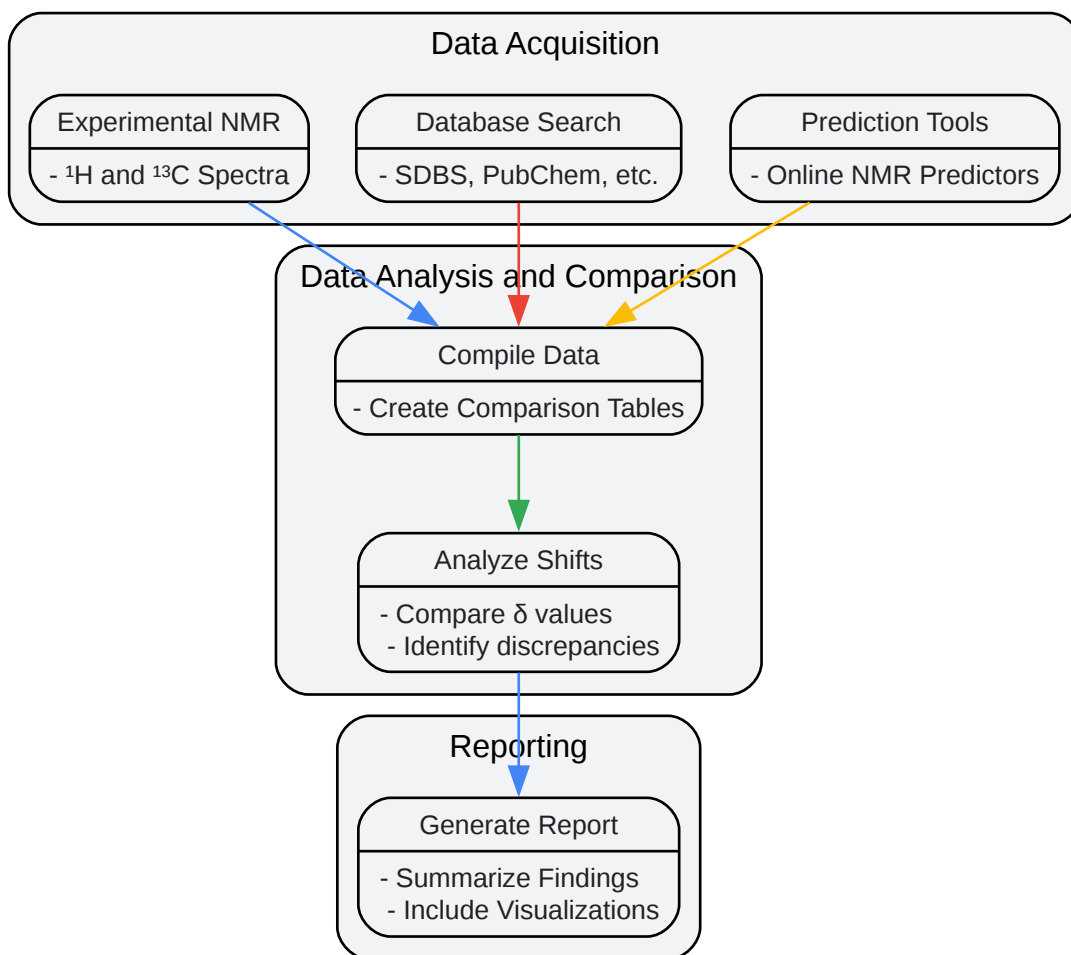 Data Acquisition
Experimental NMR
- ¹H and ¹³C Spectra
Database Search
- SDBS, PubChem, etc.
Prediction Tools
- Online NMR Predictors
Data Analysis and Comparison
Compile Data
- Create Comparison Tables
Analyze Shifts
- Compare δ values
- Identify discrepancies
Reporting
Generate Report
- Summarize Findings
- Include Visualizations